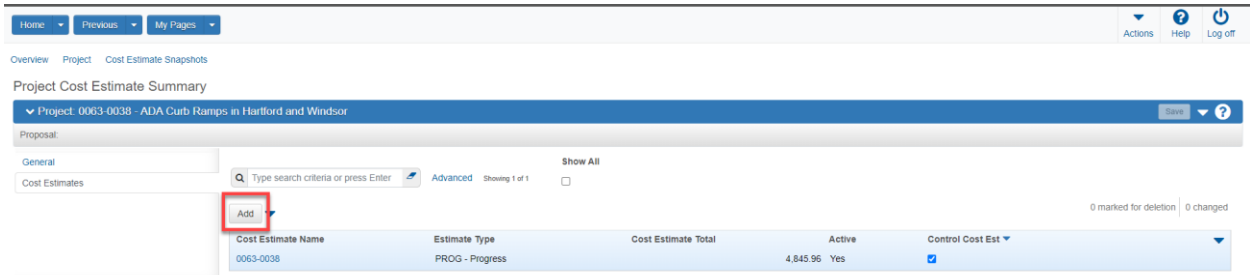 Home Previous My Pages
Actions Help Log off
Overview Project Cost Estimate Snapshots
Project Cost Estimate Summary
Project: 0063-0038 - ADA Curb Ramps in Hartford and Windsor Save
Proposal:
General
Cost Estimates
Show All
Type search criteria or press Enter Advanced Showing 1 of 1
Add
0 marked for deletion 0 changed
Cost Estimate Name Estimate Type Cost Estimate Total Active Control Cost Est
0063-0038 PROG - Progress 4,845.96 Yes